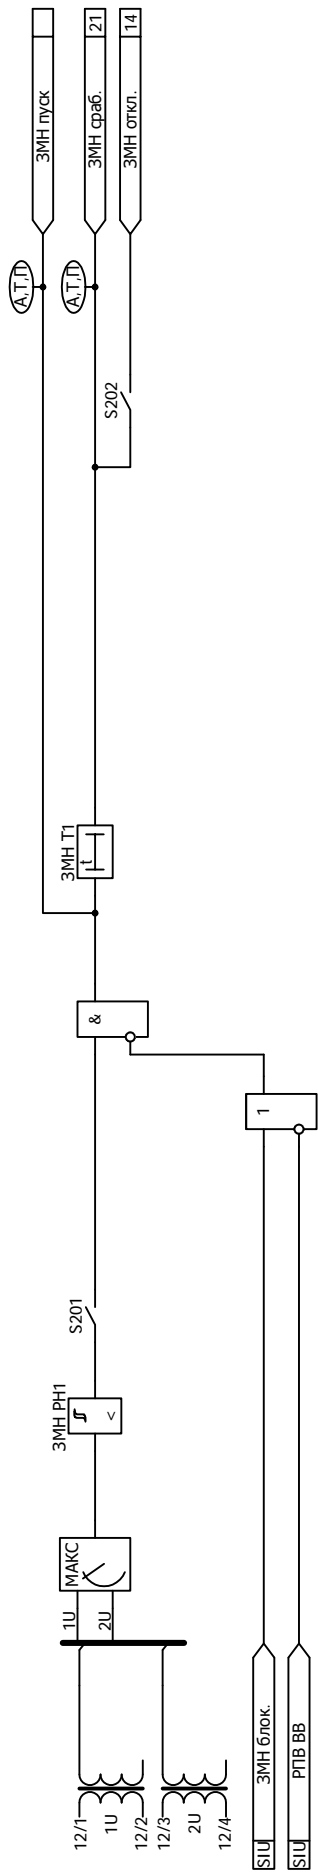 12/1
1U
12/2
12/3
2U
12/4
1U
2U
МАКС
ЗМН РН1
<
S201
&
ЗМН Т1
t
S202
А,Т,П
А,Т,П
ЗМН пуск
ЗМН сраб. 21
ЗМН откл. 14
SIU ЗМН блок.
SIU РПВ ВВ
1